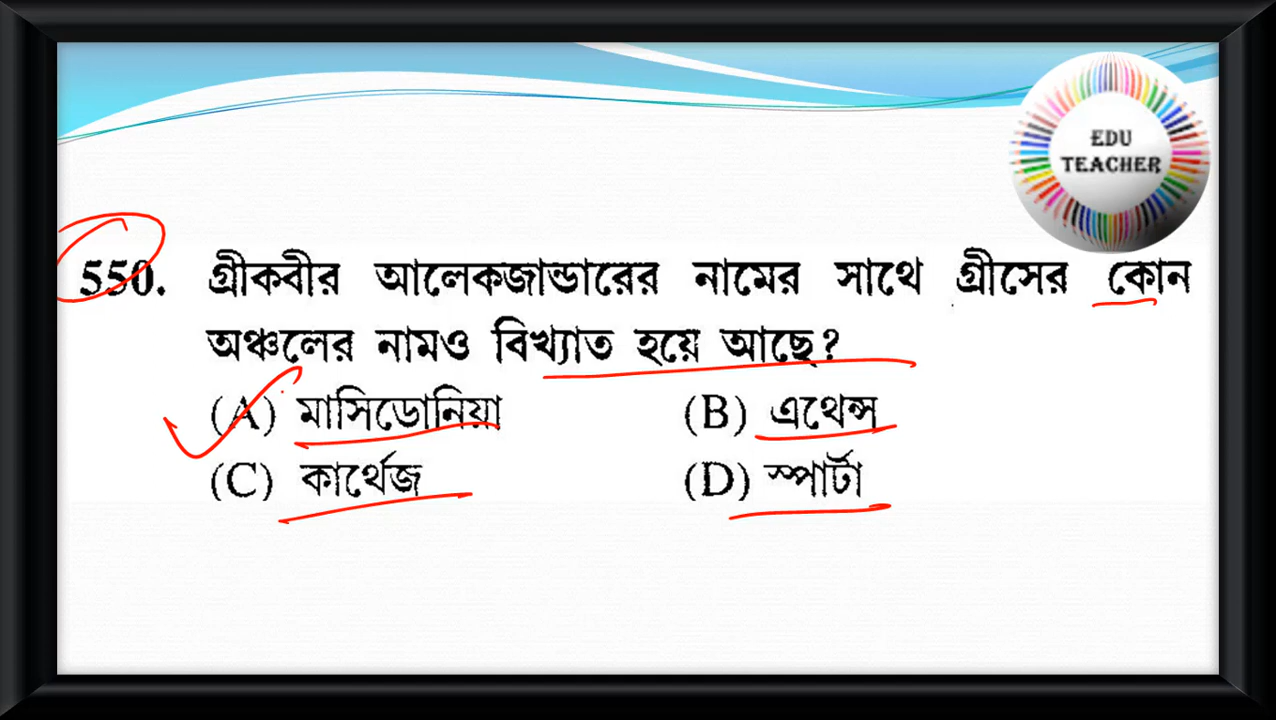 EDU
TEACHER
550. গ্রীকবীর আলেকজান্ডারের নামের সাথে গ্রীসের কোন
অঞ্চলের নামও বিখ্যাত হয়ে আছে?
(A) মাসিডোনিয়া (B) এথেন্স
(C) কার্থেজ (D) স্পার্টা